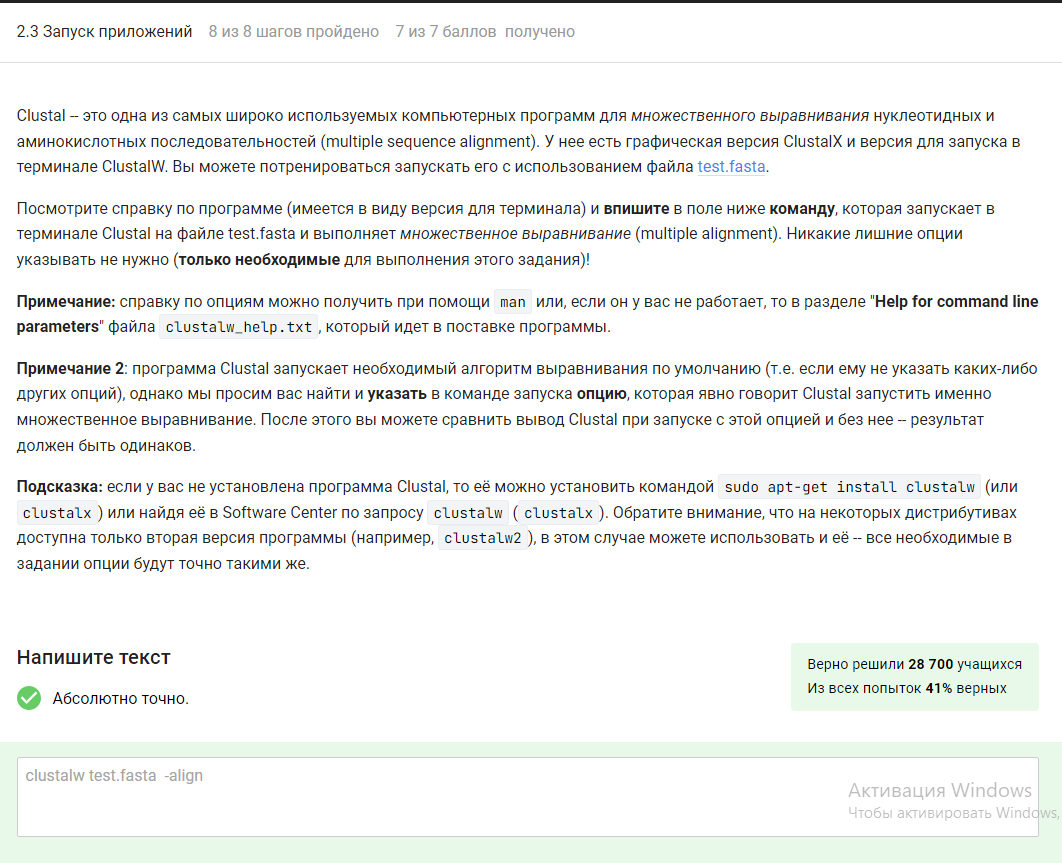 2.3 Запуск приложений 8 из 8 шагов пройдено 7 из 7 баллов получено
Clustal -- это одна из самых широко используемых компьютерных программ для множественного выравнивания нуклеотидных и
аминокислотных последовательностей (multiple sequence alignment). У нее есть графическая версия ClustalX и версия для запуска в
терминале ClustalW. Вы можете потренироваться запускать его с использованием файла test.fasta.
Посмотрите справку по программе (имеется в виду версия для терминала) и впишите в поле ниже команду, которая запускает в
терминале Clustal на файле test.fasta и выполняет множественное выравнивание (multiple alignment). Никакие лишние опции
указывать не нужно (только необходимые для выполнения этого задания)!
Примечание: справку по опциям можно получить при помощи man или, если он у вас не работает, то в разделе "Help for command line
parameters" файла clustalw_help.txt, который идет в поставке программы.
Примечание 2: программа Clustal запускает необходимый алгоритм выравнивания по умолчанию (т.е. если ему не указать каких-либо
других опций), однако мы просим вас найти и указать в команде запуска опцию, которая явно говорит Clustal запустить именно
множественное выравнивание. После этого вы можете сравнить вывод Clustal при запуске с этой опцией и без нее -- результат
должен быть одинаков.
Подсказка: если у вас не установлена программа Clustal, то её можно установить командой sudo apt-get install clustalw (или
clustalx) или найдя её в Software Center по запросу clustalw (clustalx). Обратите внимание, что на некоторых дистрибутивах
доступна только вторая версия программы (например, clustalw2), в этом случае можете использовать и её -- все необходимые в
задании опции будут точно такими же.
Напишите текст
Верно решили 28 700 учащихся
Из всех попыток 41% верных
Абсолютно точно.
clustalw test.fasta -align
Активация Windows
Чтобы активировать Windows,